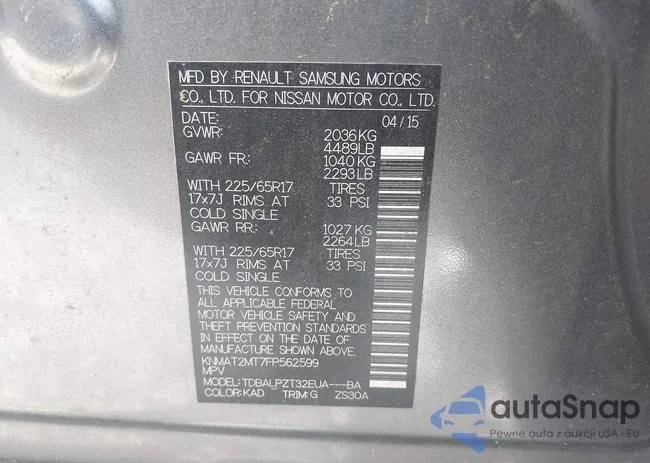 MFD BY RENAULT SAMSUNG MOTORS
CO., LTD. FOR NISSAN MOTOR CO., LTD.
DATE: 04/15
GVWR: 2036KG
4489LB
GAWR FR: 1040KG
2293LB
WITH 225/65R17 TIRES
17x7J RIMS AT 33 PSI
COLD SINGLE
GAWR RR: 1027 KG
2264LB
WITH 225/65R17 TIRES
17x7J RIMS AT 33 PSI
COLD SINGLE
THIS VEHICLE CONFORMS TO
ALL APPLICABLE FEDERAL
MOTOR VEHICLE SAFETY AND
THEFT PREVENTION STANDARDS
IN EFFECT ON THE DATE OF
MANUFACTURE SHOWN ABOVE.
KNMAT2MT7FP562599
MPV
MODEL: TDBALPZT32EUA---BA
COLOR: KAD TRIM: G ZS30A
autoSnap
Pewne auta z aukcji USA i EU